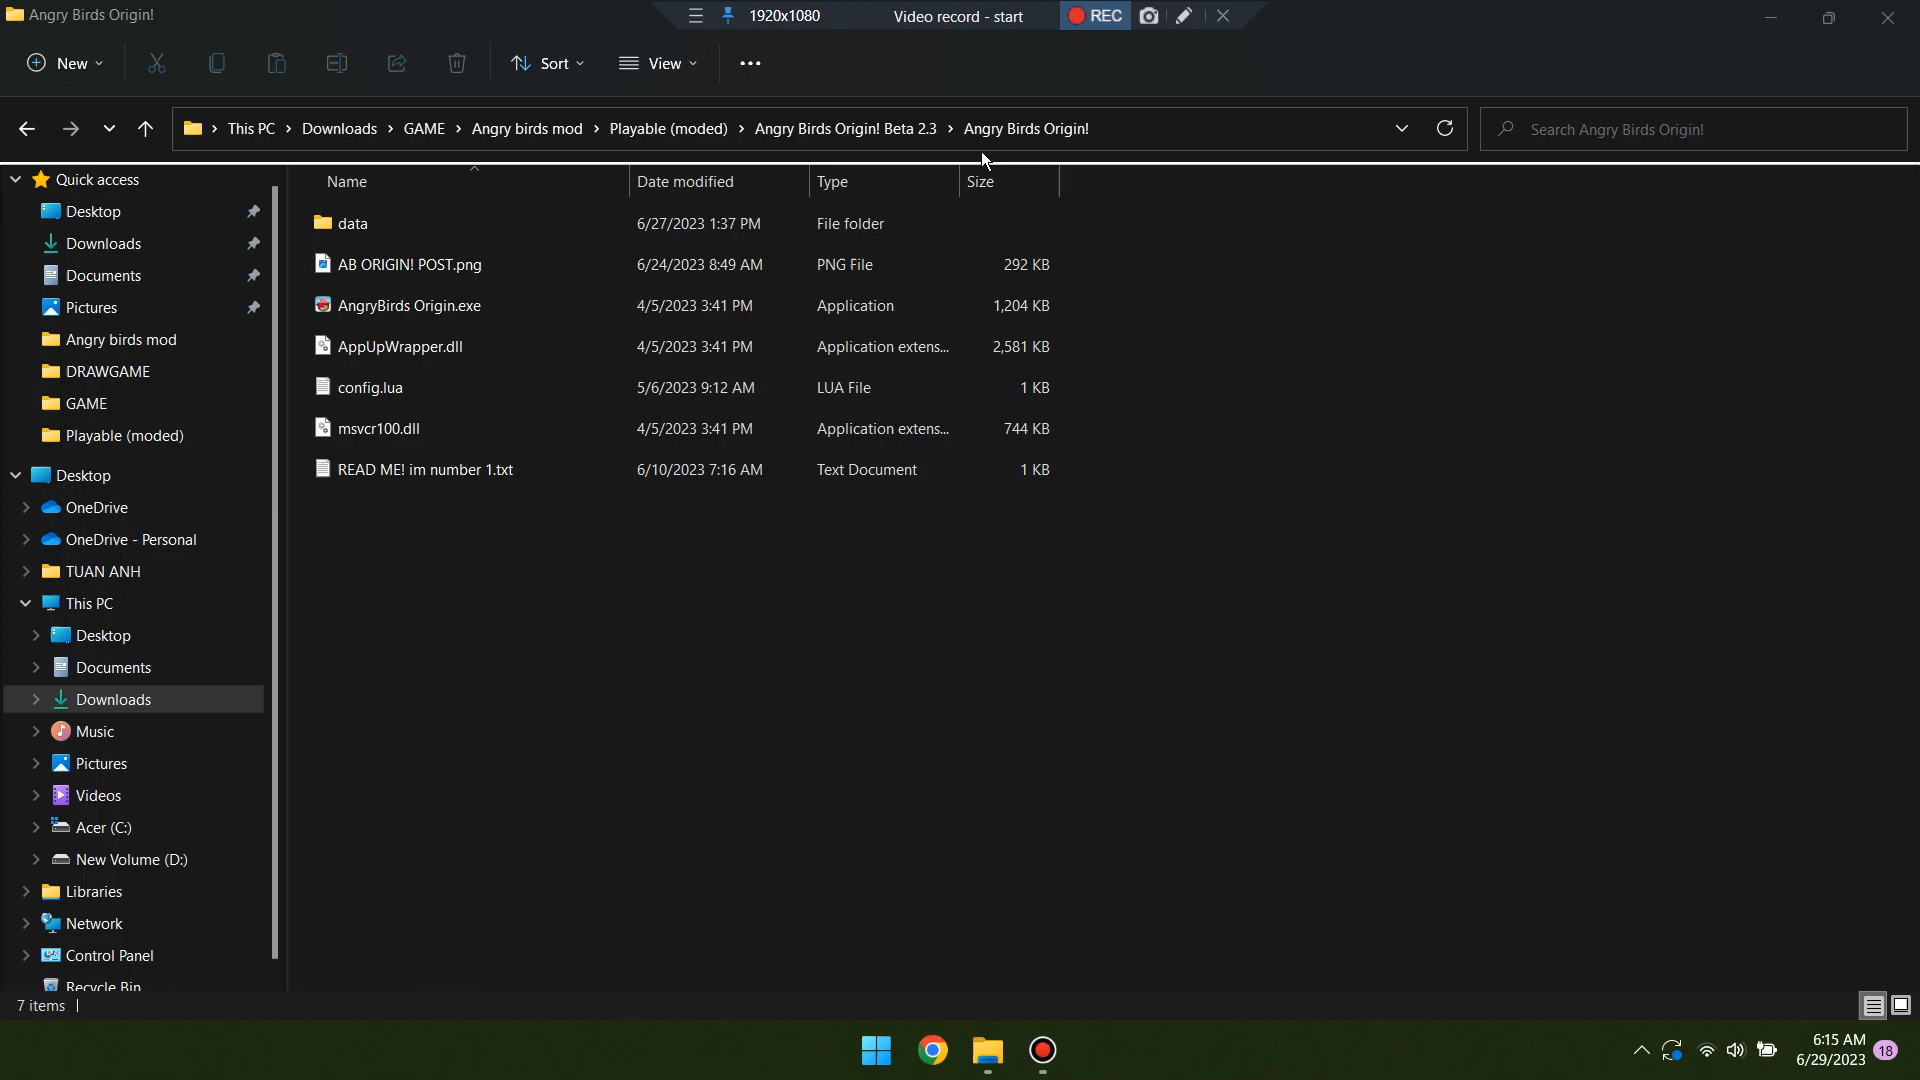 Angry Birds Origin!
1920x1080
Video record - start
REC
New
Sort
View
This PC
Downloads
GAME
Angry birds mod
Playable (moded)
Angry Birds Origin! Beta 2.3
Angry Birds Origin!
Search Angry Birds Origin!
Quick access
Desktop
Downloads
Documents
Pictures
Angry birds mod
DRAWGAME
GAME
Playable (moded)
Desktop
OneDrive
OneDrive - Personal
TUAN ANH
This PC
Desktop
Documents
Downloads
Music
Pictures
Videos
Acer (C:)
New Volume (D:)
Libraries
Network
Control Panel
Recycle Bin
Name Date modified Type Size
data 6/27/2023 1:37 PM File folder
AB ORIGIN! POST.png 6/24/2023 8:49 AM PNG File 292 KB
AngryBirds Origin.exe 4/5/2023 3:41 PM Application 1,204 KB
AppUpWrapper.dll 4/5/2023 3:41 PM Application extens... 2,581 KB
config.lua 5/6/2023 9:12 AM LUA File 1 KB
msvcr100.dll 4/5/2023 3:41 PM Application extens... 744 KB
READ ME! im number 1.txt 6/10/2023 7:16 AM Text Document 1 KB
7 items
6:15 AM
6/29/2023
18